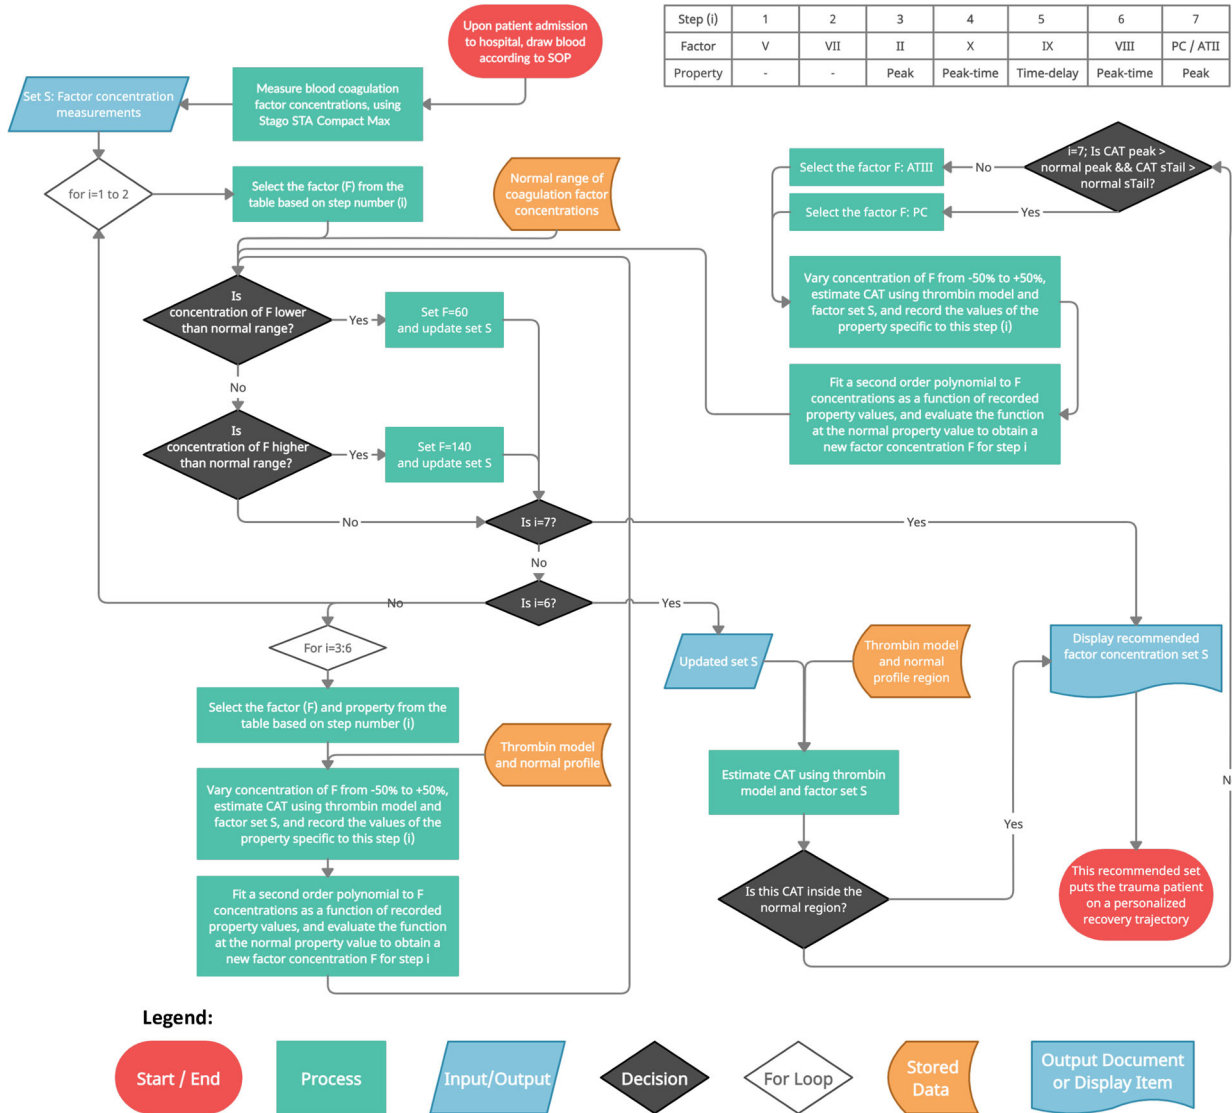 Upon patient admission
to hospital, draw blood
according to SOP
Step (i) 1 2 3 4 5 6 7
Factor V VII II X IX VIII PC / ATII
Property - - Peak Peak-time Time-delay Peak-time Peak
Set S: Factor concentration
measurements
Measure blood coagulation
factor concentrations, using
Stago STA Compact Max
for i=1 to 2
Select the factor (F) from the
table based on step number (i)
Normal range of
coagulation factor
concentrations
i=7; Is CAT peak >
normal peak && CAT sTail >
normal sTail?
No
Select the factor F: ATIII
Yes
Select the factor F: PC
Vary concentration of F from -50% to +50%,
estimate CAT using thrombin model and
factor set S, and record the values of the
property specific to this step (i)
Fit a second order polynomial to F
concentrations as a function of recorded
property values, and evaluate the function
at the normal property value to obtain a
new factor concentration F for step i
Is
concentration of F lower
than normal range?
Yes
Set F=60
and update set S
No
Is
concentration of F higher
than normal range?
Yes
Set F=140
and update set S
No
Is i=7?
Yes
No
Is i=6?
No
Yes
For i=3:6
Updated set S
Thrombin model
and normal
profile region
Display recommended
factor concentration set S
Select the factor (F) and property from the
table based on step number (i)
Thrombin model
and normal profile
Vary concentration of F from -50% to +50%,
estimate CAT using thrombin model and
factor set S, and record the values of the
property specific to this step (i)
Estimate CAT using thrombin
model and factor set S
N
Yes
Fit a second order polynomial to F
concentrations as a function of recorded
property values, and evaluate the function
at the normal property value to obtain a
new factor concentration F for step i
Is this CAT inside the
normal region?
This recommended set
puts the trauma patient
on a personalized
recovery trajectory
Legend:
Start / End
Process
Input/Output
Decision
For Loop
Stored
Data
Output Document
or Display Item